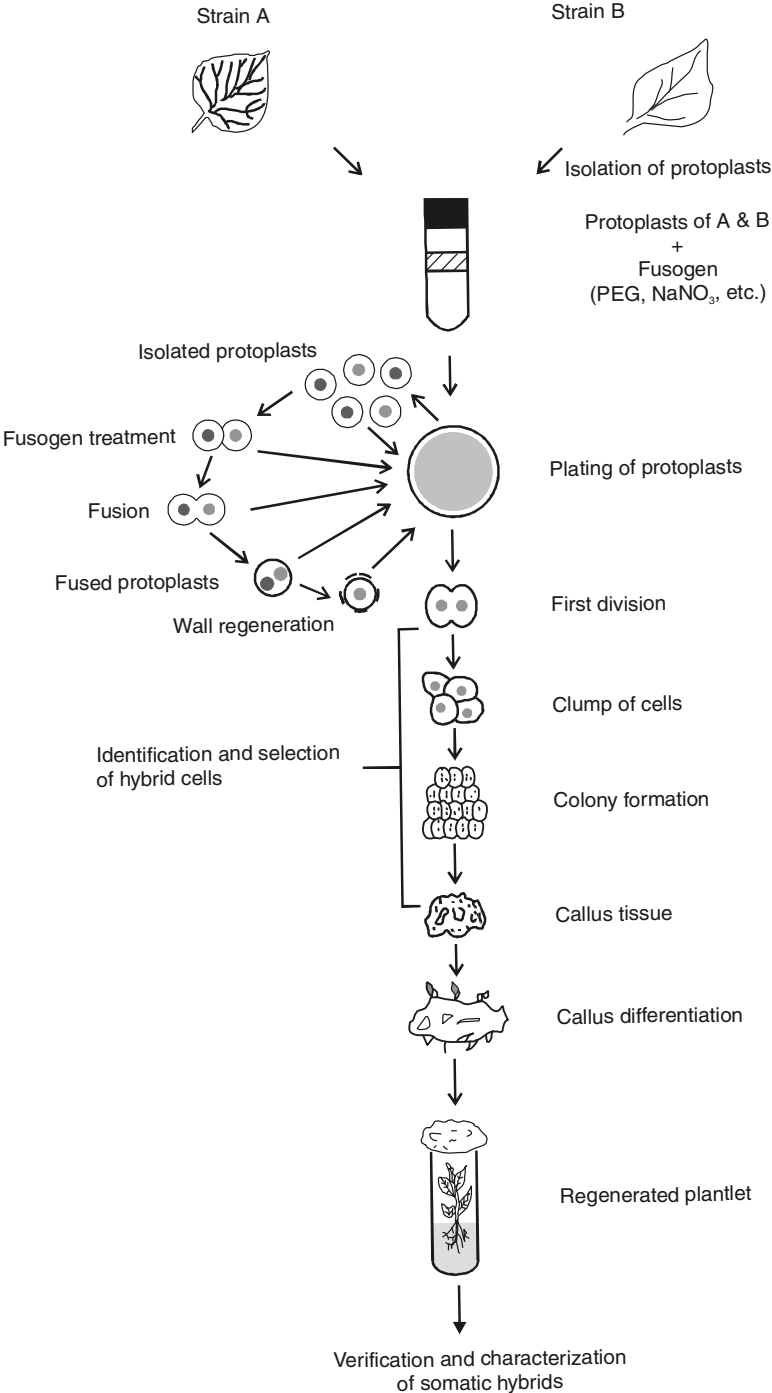 Strain A
Strain B
Isolation of protoplasts
Protoplasts of A & B
+
Fusogen
(PEG, NaNO₃, etc.)
Isolated protoplasts
Fusogen treatment
Plating of protoplasts
Fusion
Fused protoplasts
Wall regeneration
First division
Clump of cells
Identification and selection
of hybrid cells
Colony formation
Callus tissue
Callus differentiation
Regenerated plantlet
Verification and characterization
of somatic hybrids